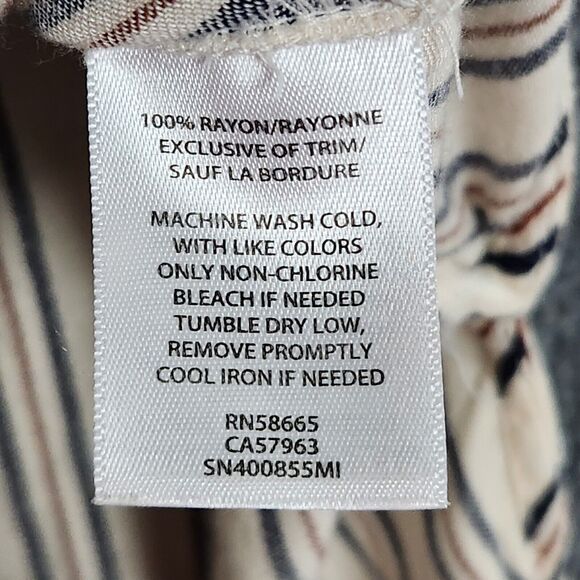 100% RAYON/RAYONNE
EXCLUSIVE OF TRIM/
SAUF LA BORDURE
MACHINE WASH COLD,
WITH LIKE COLORS
ONLY NON-CHLORINE
BLEACH IF NEEDED
TUMBLE DRY LOW,
REMOVE PROMPTLY
COOL IRON IF NEEDED
RN58665
CA57963
SN400855MI